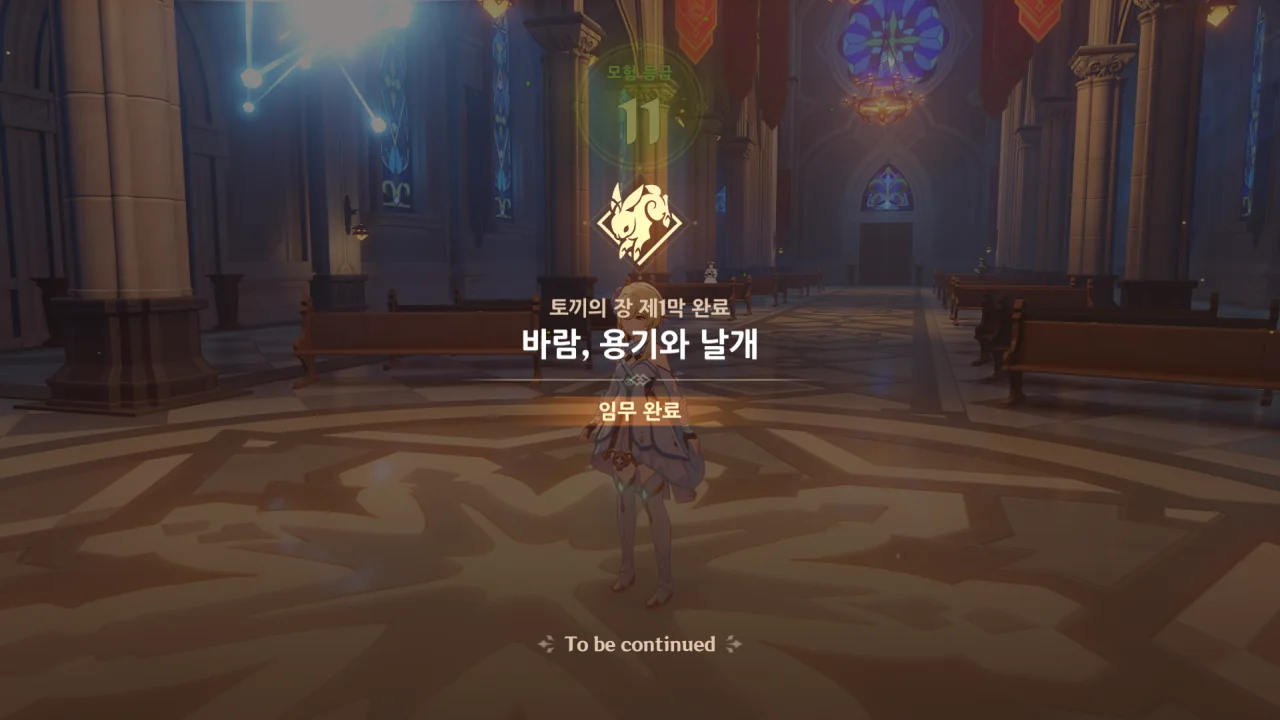 모험 등급
11
토끼의 장 제1막 완료
바람, 용기와 날개
임무 완료
To be continued